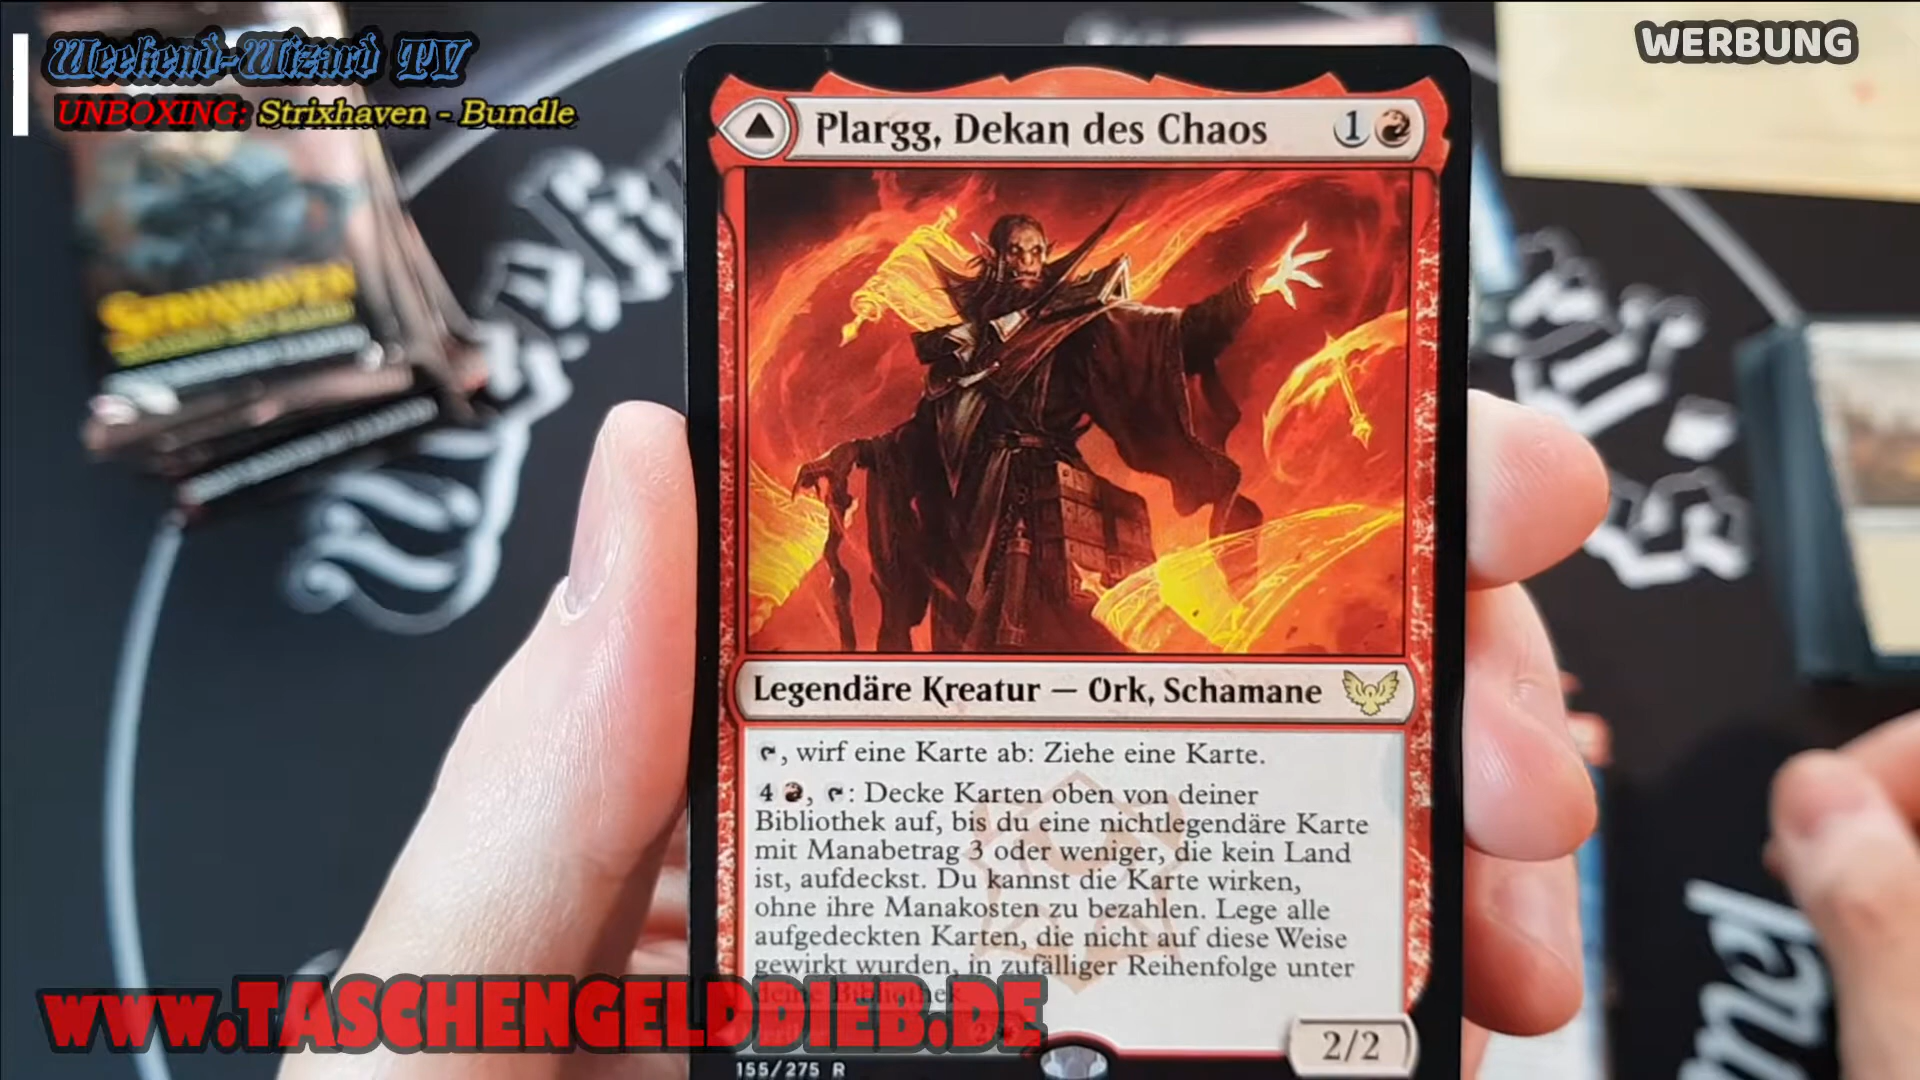 Weekend-Wizard TV
UNBOXING: Strixhaven - Bundle
WERBUNG
Plargg, Dekan des Chaos 1
STRIXHAVEN
Legendäre Kreatur — Ork, Schamane
, wirf eine Karte ab: Ziehe eine Karte.
4 , : Decke Karten oben von deiner
Bibliothek auf, bis du eine nichtlegendäre Karte
mit Manabetrag 3 oder weniger, die kein Land
ist, aufdeckst. Du kannst die Karte wirken,
ohne ihre Manakosten zu bezahlen. Lege alle
aufgedeckten Karten, die nicht auf diese Weise
gewirkt wurden, in zufälliger Reihenfolge unter
deine Bibliothek.
www.TASCHENGELDDIEB.DE
2/2
155/275 R